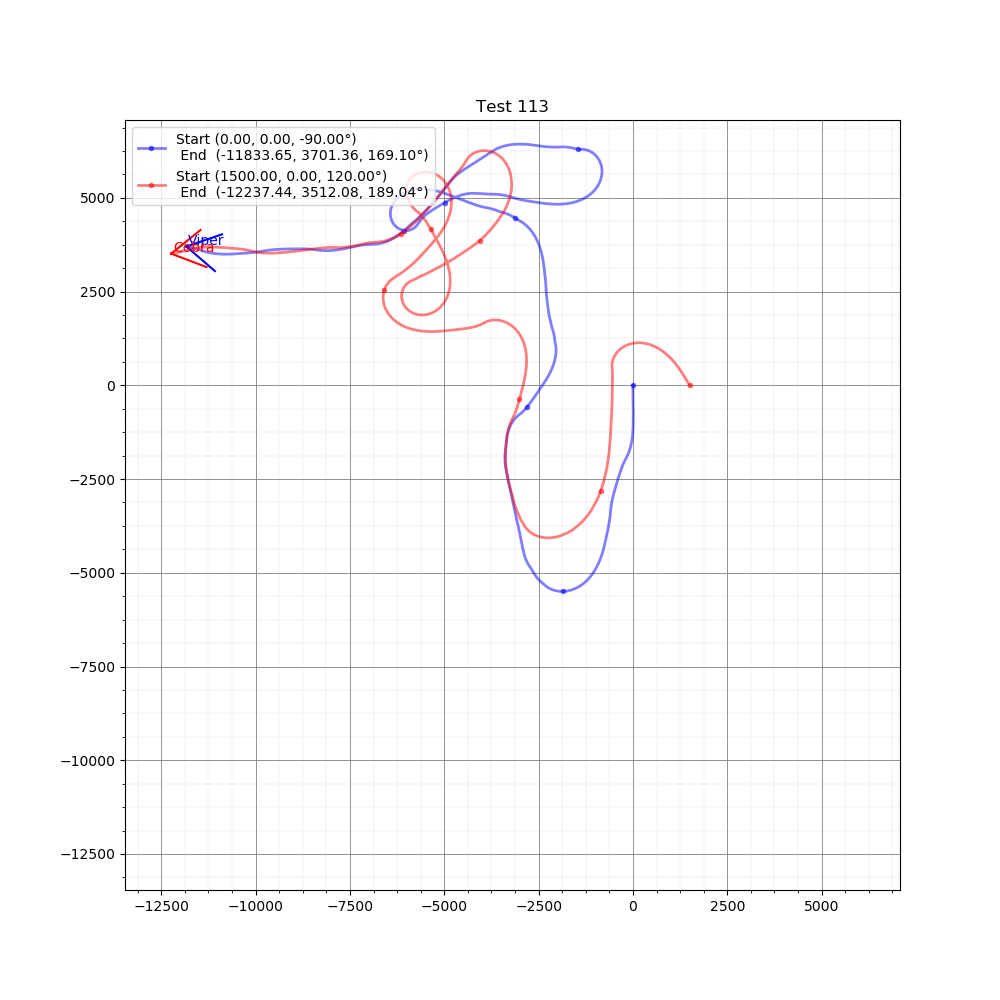 Test 113
Start (0.00, 0.00, -90.00°)
End (-11833.65, 3701.36, 169.10°)
Start (1500.00, 0.00, 120.00°)
End (-12237.44, 3512.08, 189.04°)
Viper
Cobra
5000
2500
0
−2500
−5000
−7500
−10000
−12500
−12500 −10000 −7500 −5000 −2500 0 2500 5000